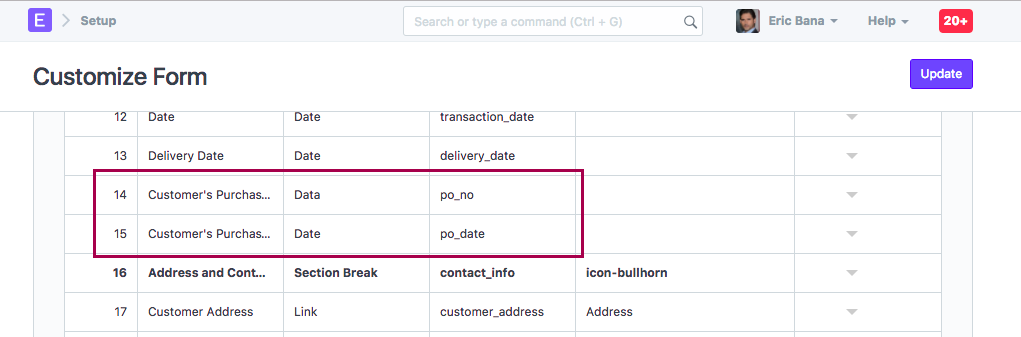 E Setup Search or type a command (Ctrl + G) Eric Bana Help 20+
Customize Form Update
12 Date Date transaction_date
13 Delivery Date Date delivery_date
14 Customer's Purchas... Data po_no
15 Customer's Purchas... Date po_date
16 Address and Cont... Section Break contact_info icon-bullhorn
17 Customer Address Link customer_address Address